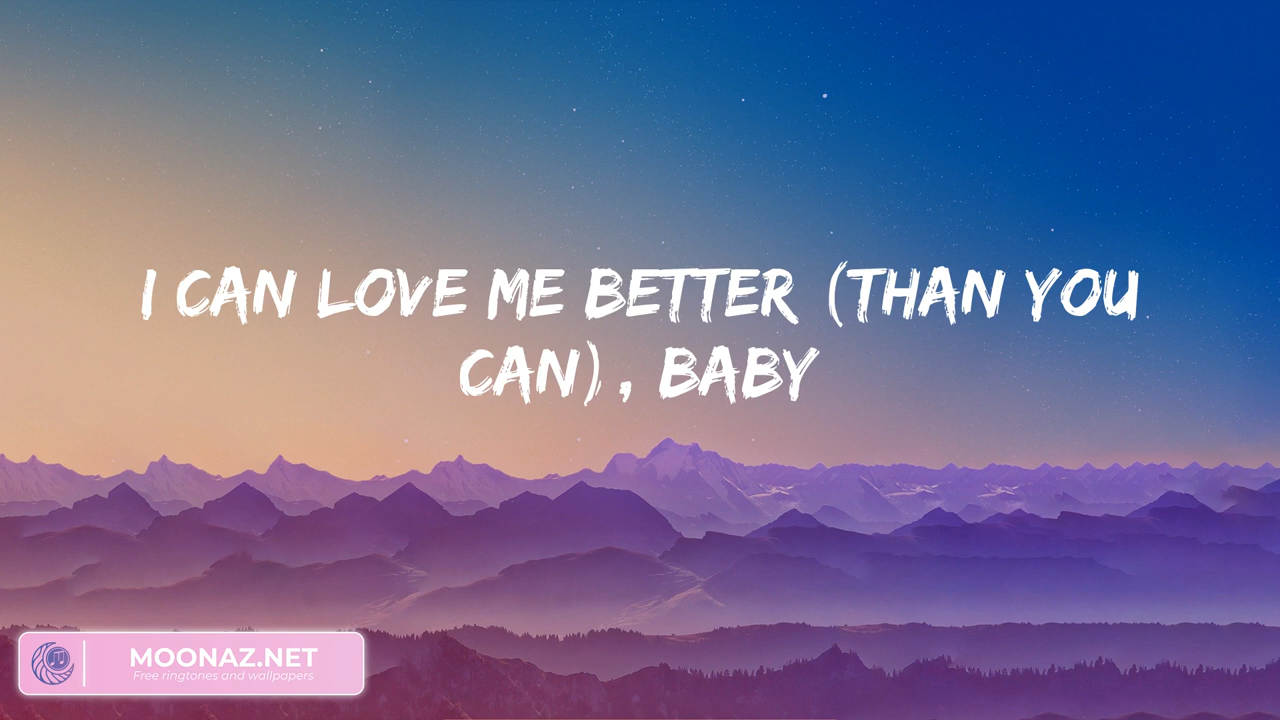 I CAN LOVE ME BETTER (THAN YOU
CAN) , BABY
MOONAZ.NET
Free ringtones and wallpapers